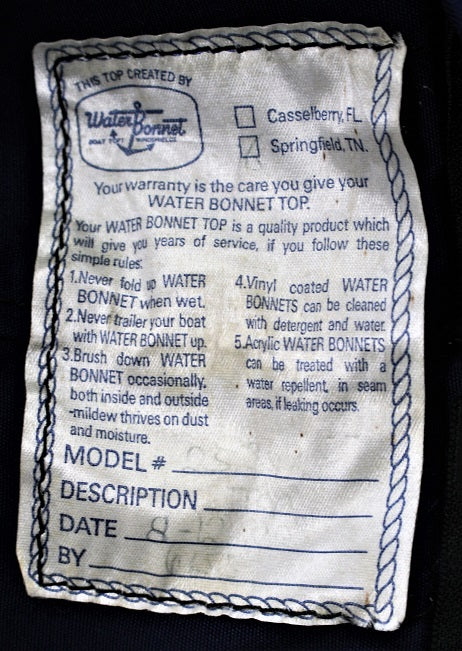 THIS TOP CREATED BY
Water Bonnet
BOAT TOPS WINDSHIELDS
Casselberry, FL.
Springfield, TN.
Your warranty is the care you give your
WATER BONNET TOP.
Your WATER BONNET TOP is a quality product which
will give you years of service, if you follow these
simple rules:
1.Never fold up WATER
BONNET when wet.
2.Never trailer your boat
with WATER BONNET up.
3.Brush down WATER
BONNET occasionally,
both inside and outside
-mildew thrives on dust
and moisture.
4.Vinyl coated WATER
BONNETS can be cleaned
with detergent and water.
5.Acrylic WATER BONNETS
can be treated with a
water repellent, in seam
areas, if leaking occurs.
MODEL #
DESCRIPTION
DATE
BY